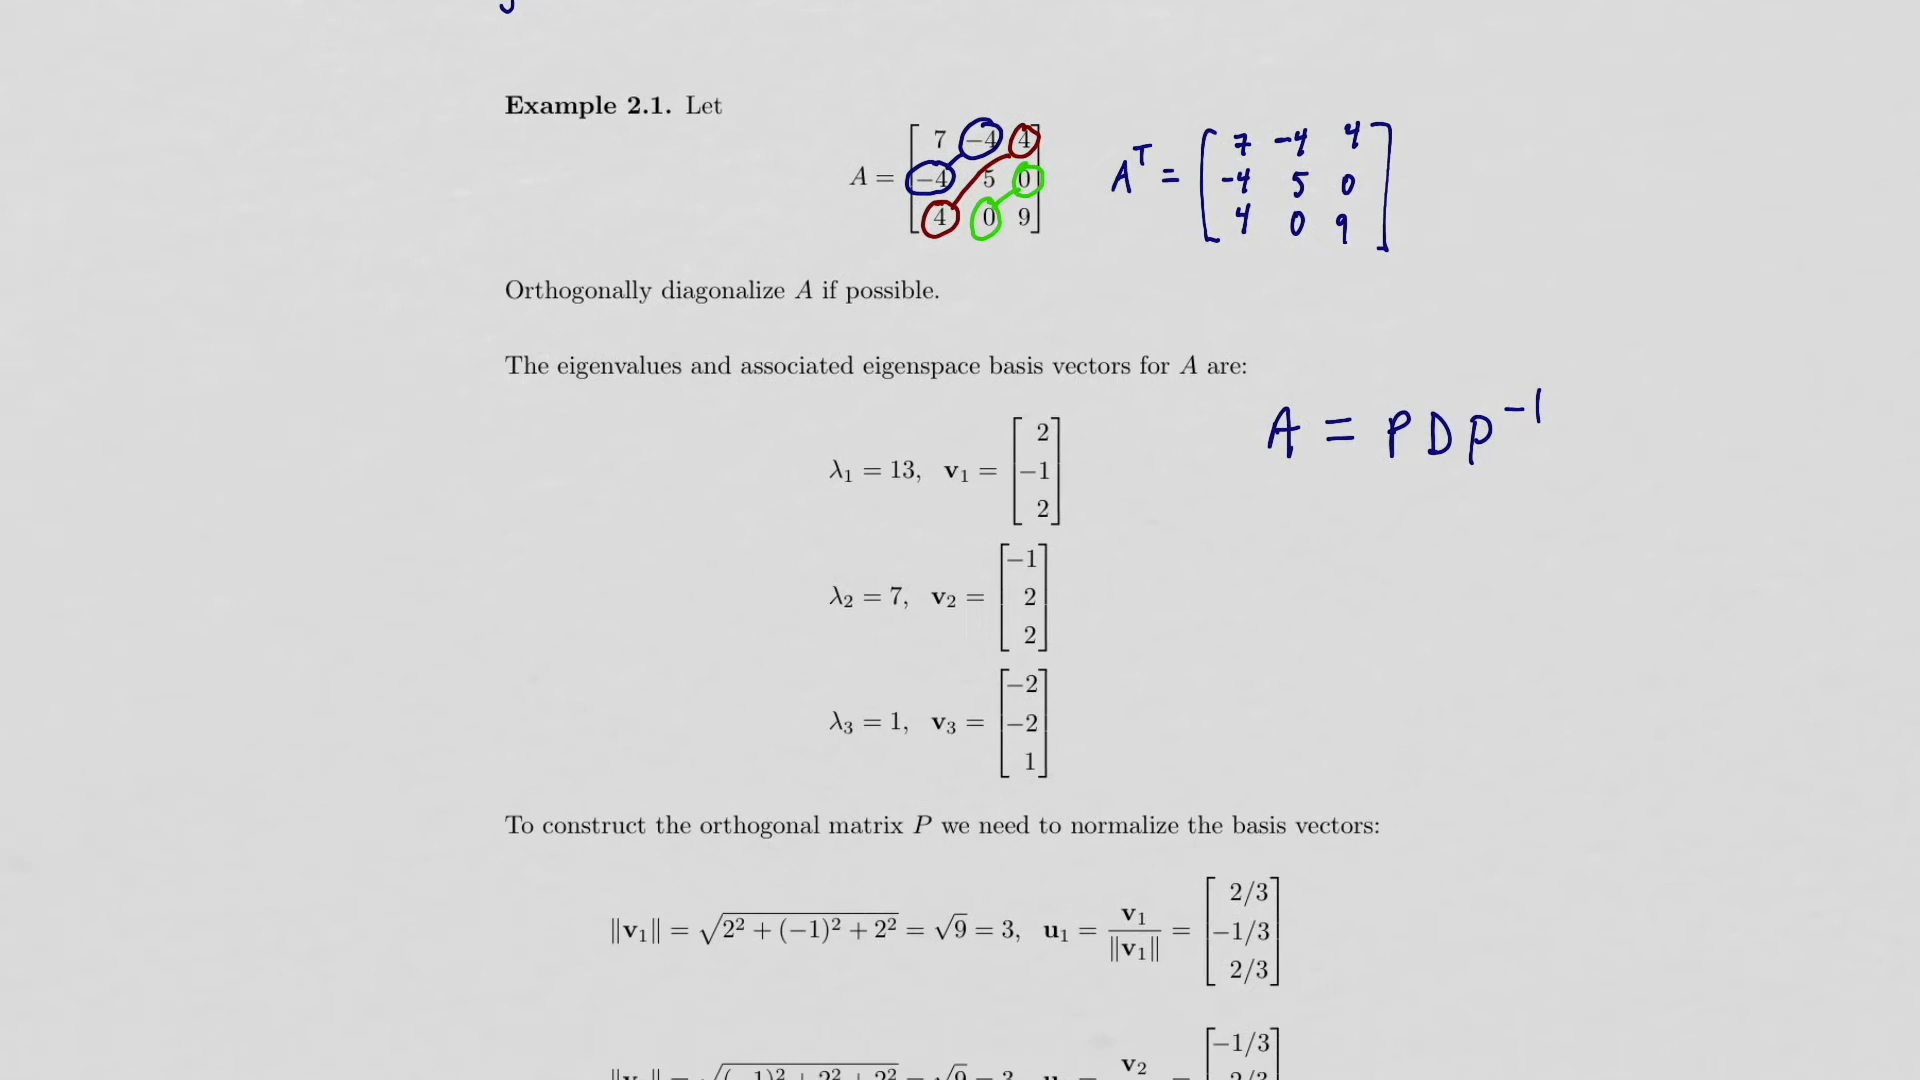 Example 2.1. Let
A = [ 7 −4 4 ; −4 5 0 ; 4 0 9 ] Aᵀ = [ 7 -4 4 ; -4 5 0 ; 4 0 9 ]
Orthogonally diagonalize A if possible.
The eigenvalues and associated eigenspace basis vectors for A are:
A = P D P⁻¹
λ₁ = 13, v₁ = [ 2 ; −1 ; 2 ]
λ₂ = 7, v₂ = [ −1 ; 2 ; 2 ]
λ₃ = 1, v₃ = [ −2 ; −2 ; 1 ]
To construct the orthogonal matrix P we need to normalize the basis vectors:
‖v₁‖ = √(2² + (−1)² + 2²) = √9 = 3, u₁ = v₁/‖v₁‖ = [ 2/3 ; −1/3 ; 2/3 ]
v₂ [ −1/3